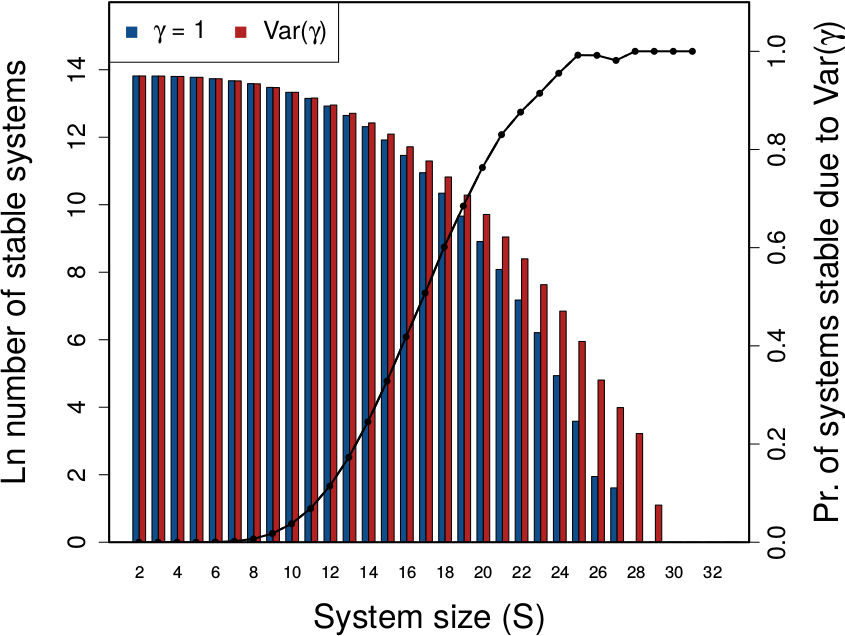 γ = 1 Var(γ)
Ln number of stable systems
0 2 4 6 8 10 12 14
Pr. of systems stable due to Var(γ)
0.0 0.2 0.4 0.6 0.8 1.0
2 4 6 8 10 12 14 16 18 20 22 24 26 28 30 32
System size (S)